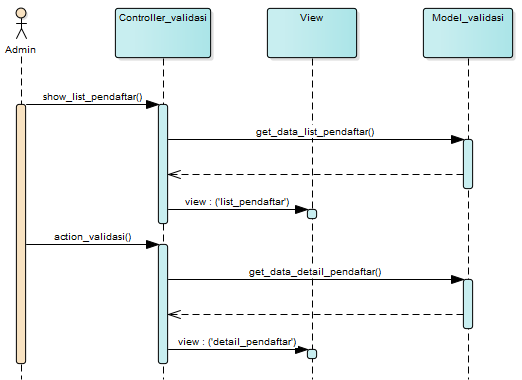 Controller_validasi
View
Model_validasi
Admin
show_list_pendaftar()
get_data_list_pendaftar()
view : ('list_pendaftar')
action_validasi()
get_data_detail_pendaftar()
view : ('detail_pendaftar')